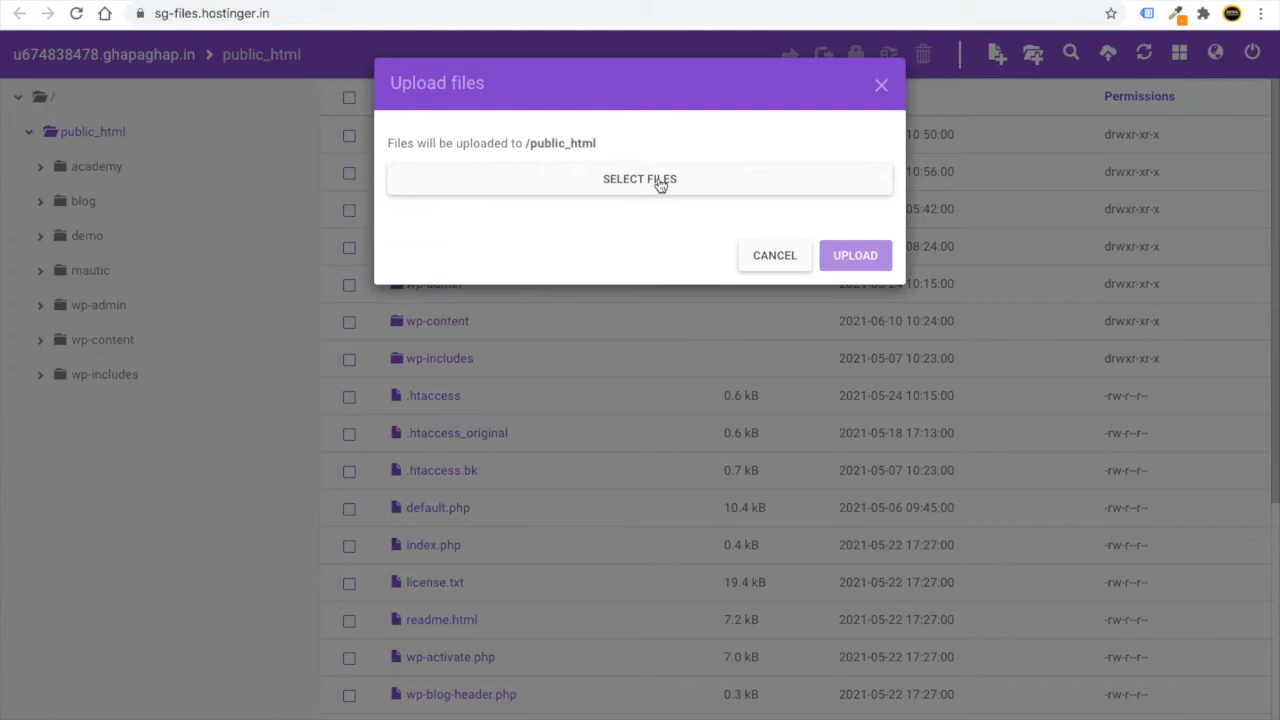 sg-files.hostinger.in
u674838478.ghapaghap.in > public_html
Upload files
Files will be uploaded to /public_html
SELECT FILES
CANCEL UPLOAD
/
public_html
academy
blog
demo
mautic
wp-admin
wp-content
wp-includes
Permissions
10:50:00 drwxr-xr-x
10:56:00 drwxr-xr-x
05:42:00 drwxr-xr-x
08:24:00 drwxr-xr-x
wp-admin 10:15:00 drwxr-xr-x
wp-content 2021-06-10 10:24:00 drwxr-xr-x
wp-includes 2021-05-07 10:23:00 drwxr-xr-x
.htaccess 0.6 kB 2021-05-24 10:15:00 -rw-r--r--
.htaccess_original 0.6 kB 2021-05-18 17:13:00 -rw-r--r--
.htaccess.bk 0.7 kB 2021-05-07 10:23:00 -rw-r--r--
default.php 10.4 kB 2021-05-06 09:45:00 -rw-r--r--
index.php 0.4 kB 2021-05-22 17:27:00 -rw-r--r--
license.txt 19.4 kB 2021-05-22 17:27:00 -rw-r--r--
readme.html 7.2 kB 2021-05-22 17:27:00 -rw-r--r--
wp-activate.php 7.0 kB 2021-05-22 17:27:00 -rw-r--r--
wp-blog-header.php 0.3 kB 2021-05-22 17:27:00 -rw-r--r--